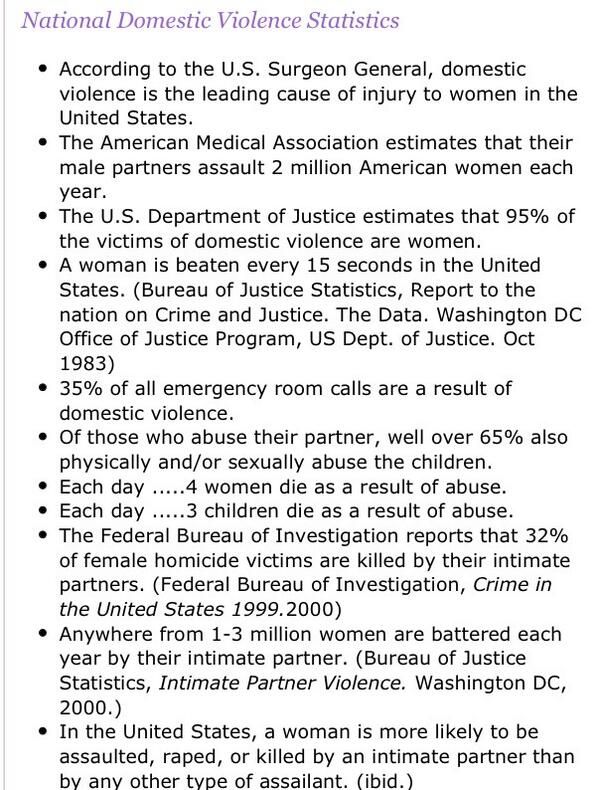 National Domestic Violence Statistics
• According to the U.S. Surgeon General, domestic
violence is the leading cause of injury to women in the
United States.
• The American Medical Association estimates that their
male partners assault 2 million American women each
year.
• The U.S. Department of Justice estimates that 95% of
the victims of domestic violence are women.
• A woman is beaten every 15 seconds in the United
States. (Bureau of Justice Statistics, Report to the
nation on Crime and Justice. The Data. Washington DC
Office of Justice Program, US Dept. of Justice. Oct
1983)
• 35% of all emergency room calls are a result of
domestic violence.
• Of those who abuse their partner, well over 65% also
physically and/or sexually abuse the children.
• Each day .....4 women die as a result of abuse.
• Each day .....3 children die as a result of abuse.
• The Federal Bureau of Investigation reports that 32%
of female homicide victims are killed by their intimate
partners. (Federal Bureau of Investigation, Crime in
the United States 1999.2000)
• Anywhere from 1-3 million women are battered each
year by their intimate partner. (Bureau of Justice
Statistics, Intimate Partner Violence. Washington DC,
2000.)
• In the United States, a woman is more likely to be
assaulted, raped, or killed by an intimate partner than
by any other type of assailant. (ibid.)